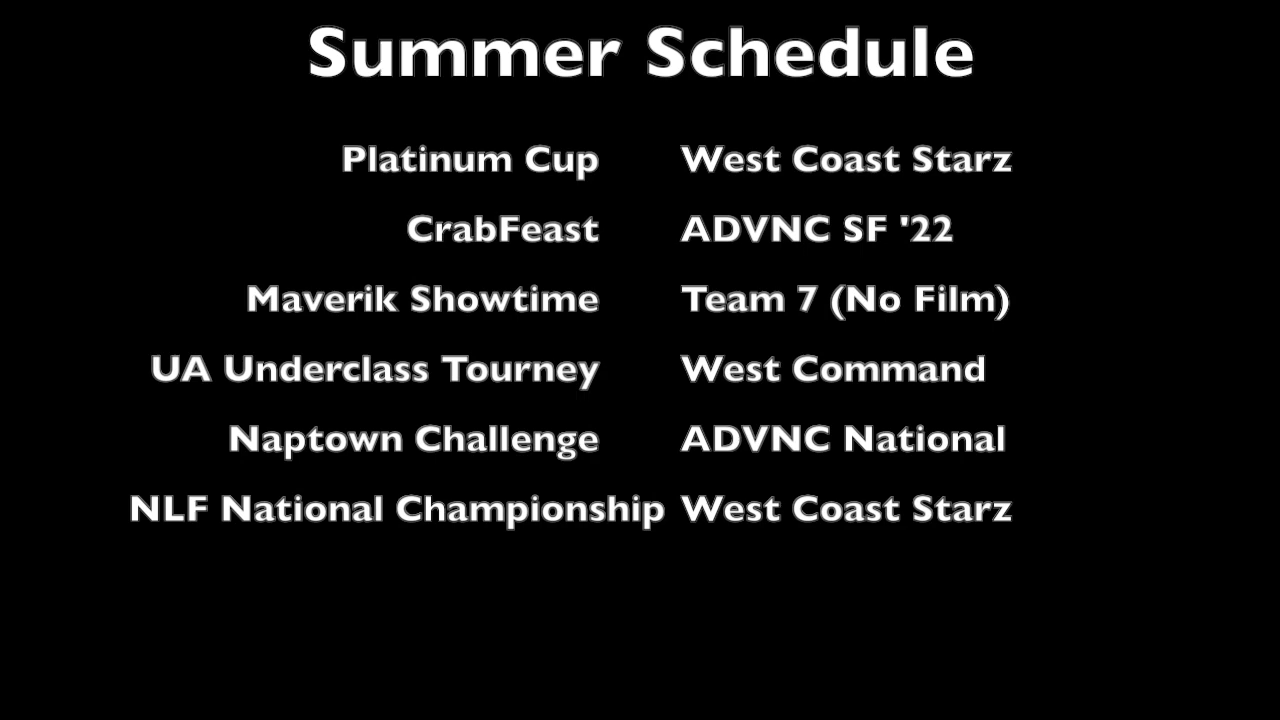 Summer Schedule
Platinum Cup West Coast Starz
CrabFeast ADVNC SF '22
Maverik Showtime Team 7 (No Film)
UA Underclass Tourney West Command
Naptown Challenge ADVNC National
NLF National Championship West Coast Starz